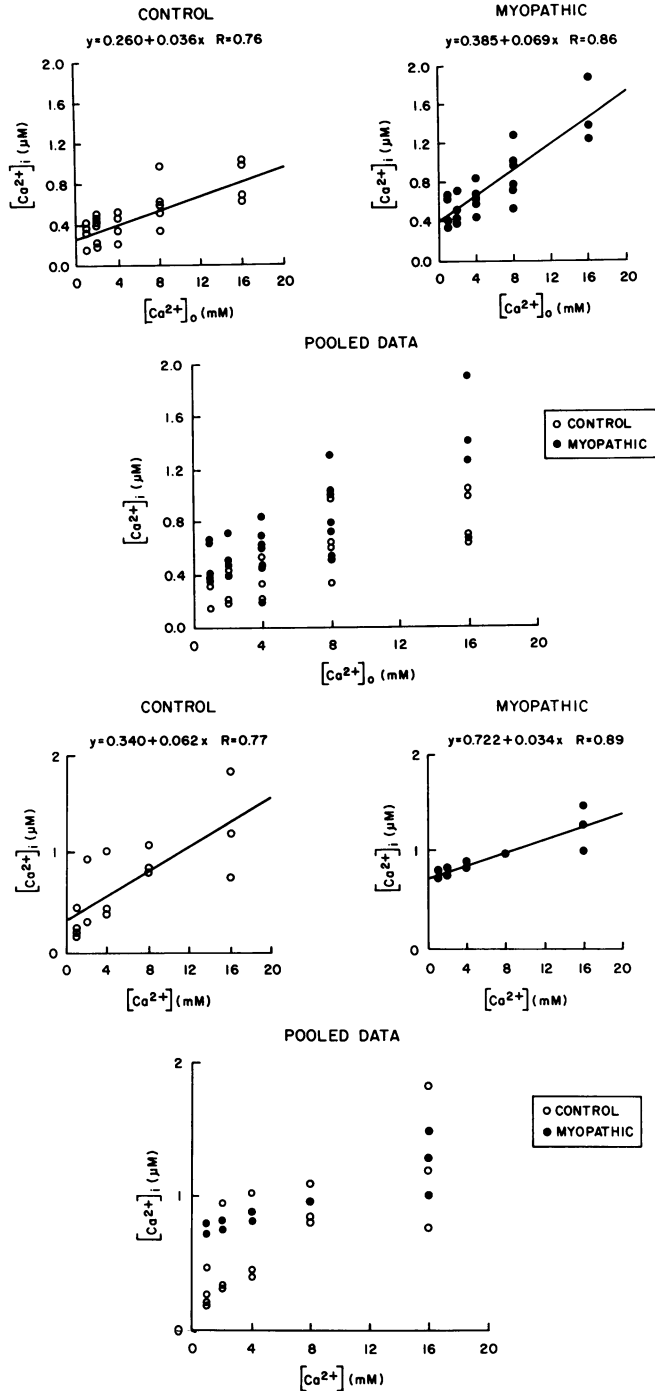 CONTROL
y=0.260+0.036x R=0.76
2.0
1.6
1.2
0.8
0.4
0.0
[Ca2+]i (μM)
0 4 8 12 16 20
[Ca2+]o (mM)
MYOPATHIC
y=0.385+0.069x R=0.86
2.0
1.6
1.2
0.8
0.4
0.0
[Ca2+]i (μM)
0 4 8 12 16 20
[Ca2+]o (mM)
POOLED DATA
2.0
1.6
1.2
0.8
0.4
0.0
[Ca2+]i (μM)
0 4 8 12 16 20
[Ca2+]o (mM)
CONTROL
MYOPATHIC
CONTROL
y=0.340+0.062x R=0.77
2
1
0
[Ca2+]i (μM)
0 4 8 12 16 20
[Ca2+] (mM)
MYOPATHIC
y=0.722+0.034x R=0.89
2
1
0
[Ca2+]i (μM)
0 4 8 12 16 20
[Ca2+] (mM)
POOLED DATA
2
1
0
[Ca2+]i (μM)
0 4 8 12 16 20
[Ca2+] (mM)
CONTROL
MYOPATHIC